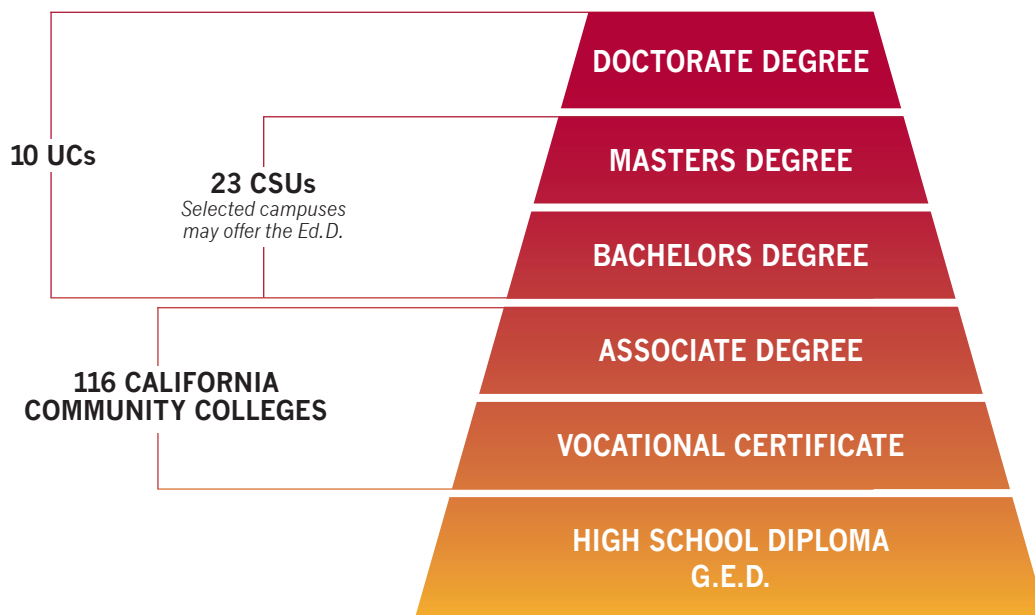 DOCTORATE DEGREE
10 UCs
MASTERS DEGREE
23 CSUs
Selected campuses
may offer the Ed.D.
BACHELORS DEGREE
ASSOCIATE DEGREE
116 CALIFORNIA
COMMUNITY COLLEGES
VOCATIONAL CERTIFICATE
HIGH SCHOOL DIPLOMA
G.E.D.